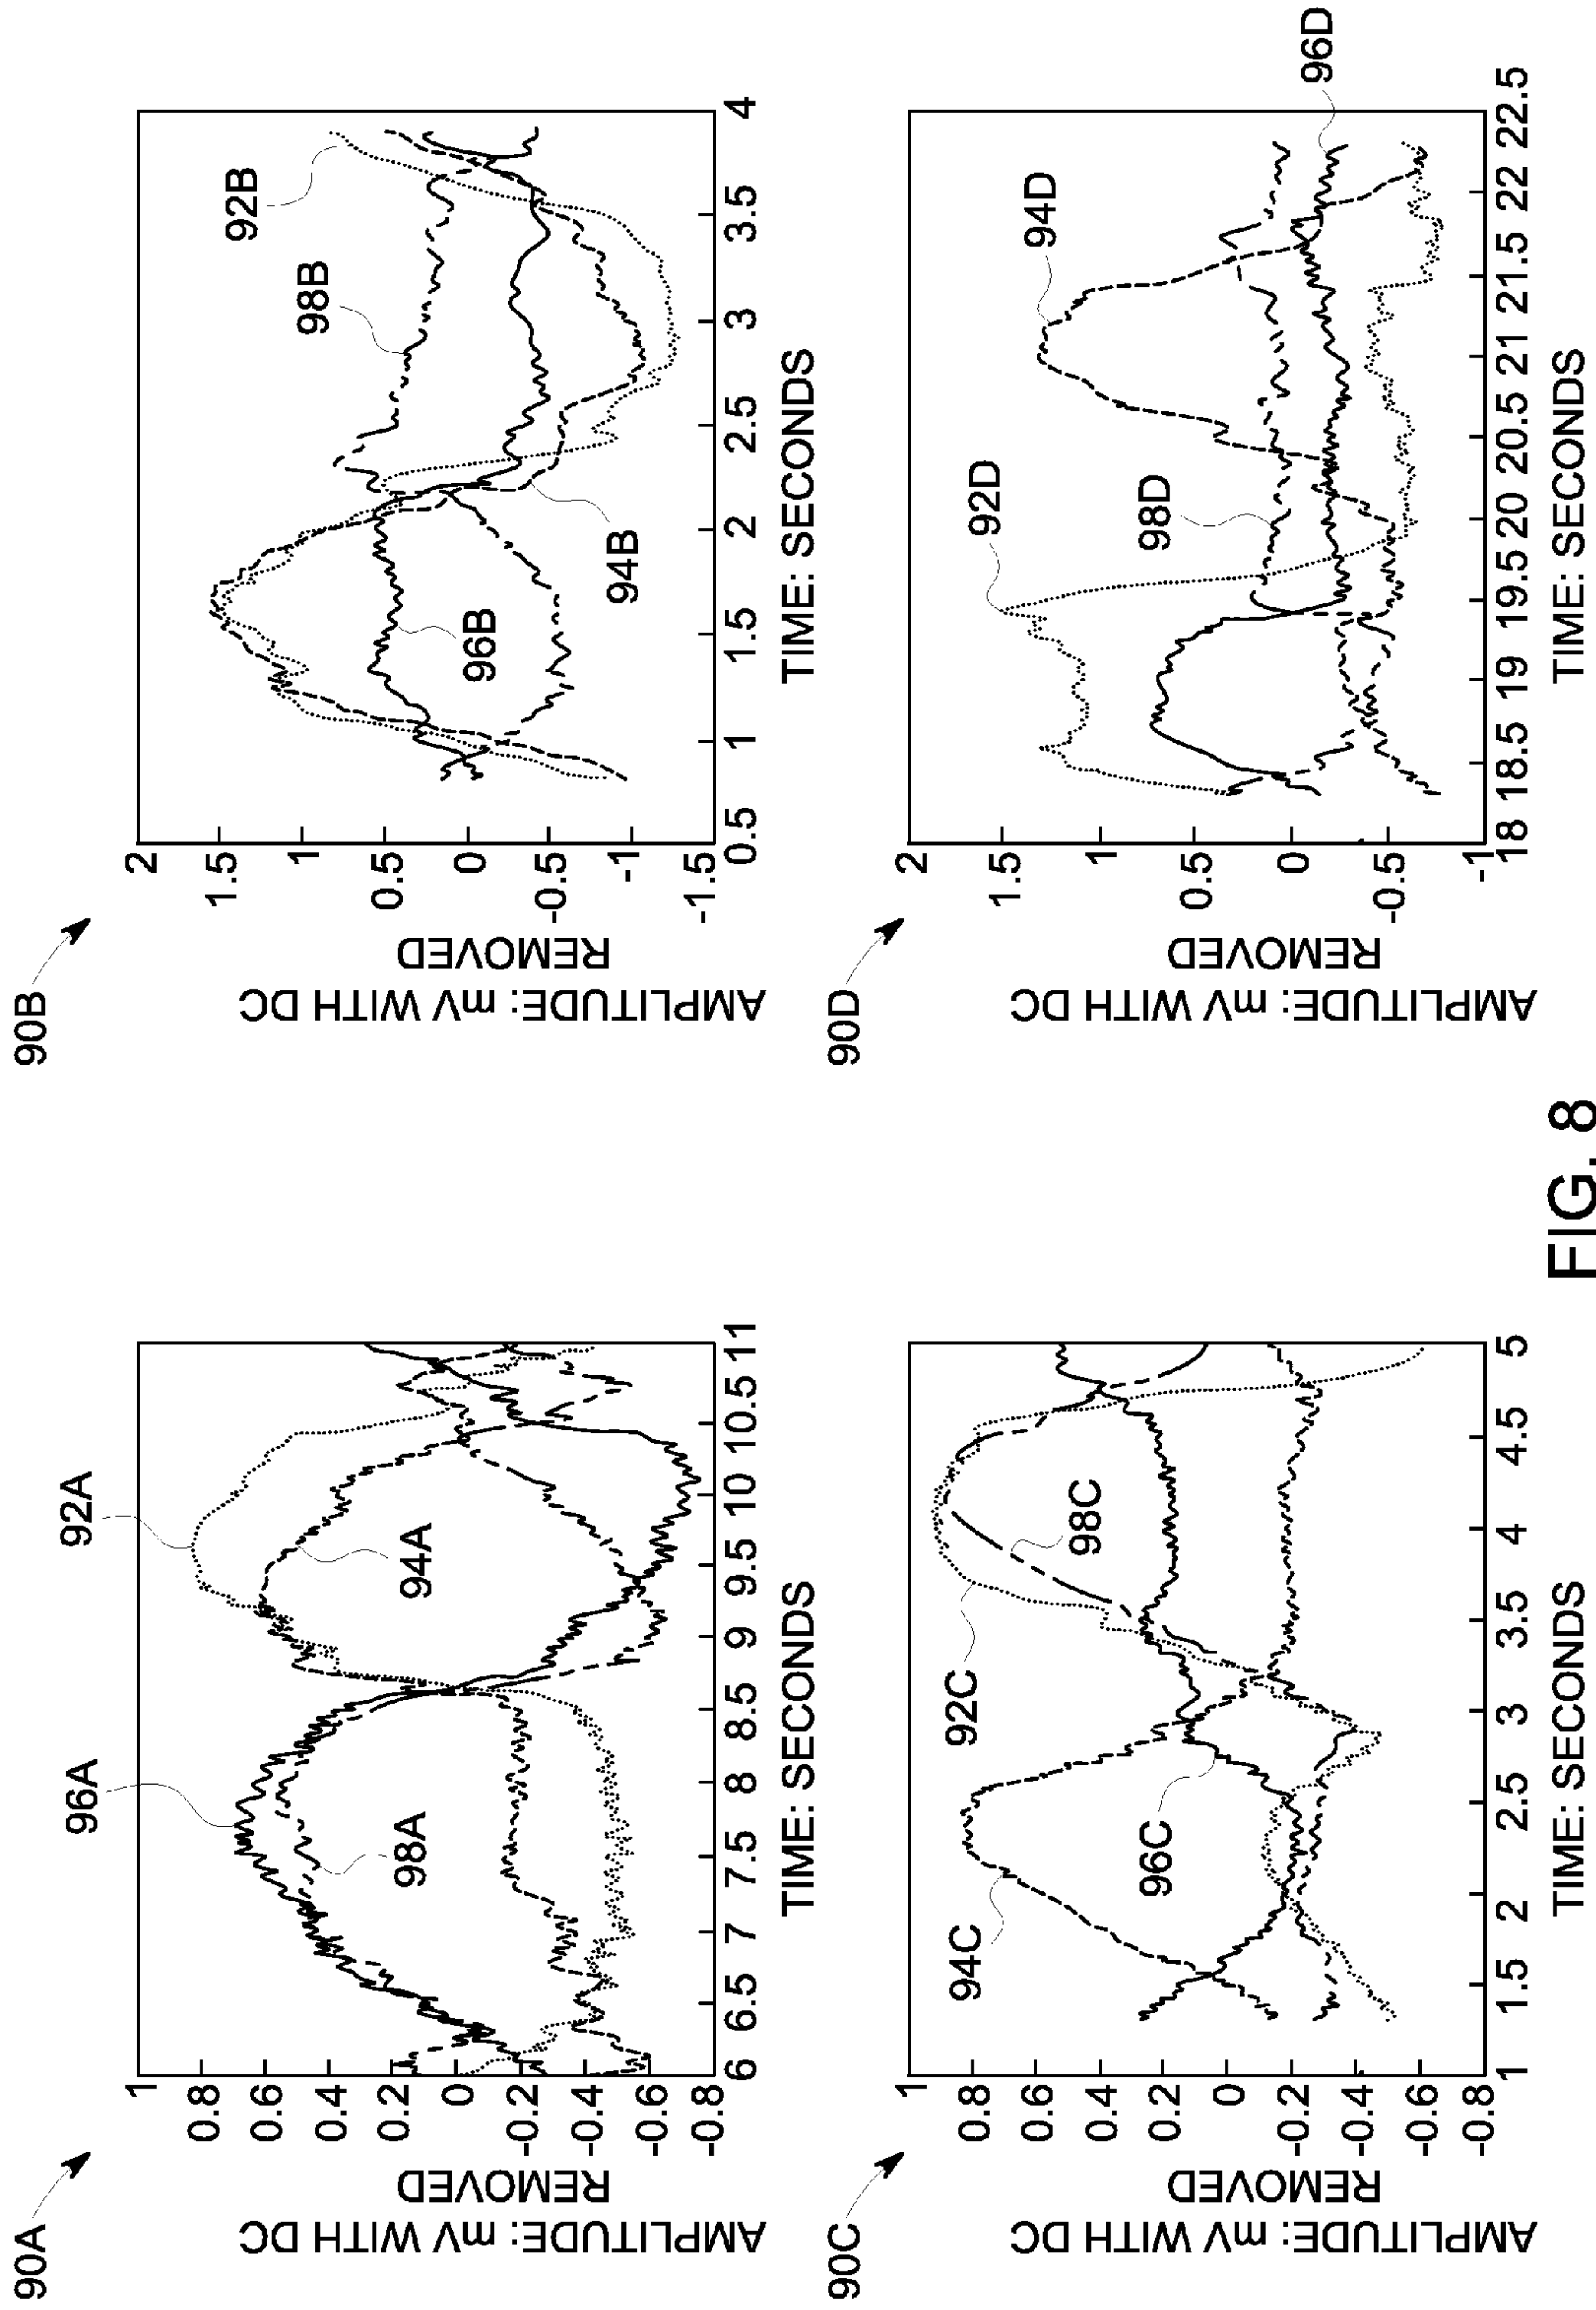 90A
AMPLITUDE: mV WITH DC
REMOVED
1
0.8
0.6
0.4
0.2
0
-0.2
-0.4
-0.6
-0.8
6 6.5 7 7.5 8 8.5 9 9.5 10 10.5 11
TIME: SECONDS
96A
92A
98A
94A
90B
AMPLITUDE: mV WITH DC
REMOVED
2
1.5
1
0.5
0
-0.5
-1
-1.5
0.5 1 1.5 2 2.5 3 3.5 4
TIME: SECONDS
92B
98B
96B
94B
90C
AMPLITUDE: mV WITH DC
REMOVED
1
0.8
0.6
0.4
0.2
0
-0.2
-0.4
-0.6
-0.8
1 1.5 2 2.5 3 3.5 4 4.5 5
TIME: SECONDS
94C
92C
98C
96C
90D
AMPLITUDE: mV WITH DC
REMOVED
2
1.5
1
0.5
0
-0.5
-1
18 18.5 19 19.5 20 20.5 21 21.5 22 22.5
TIME: SECONDS
92D
94D
98D
96D
FIG. 8